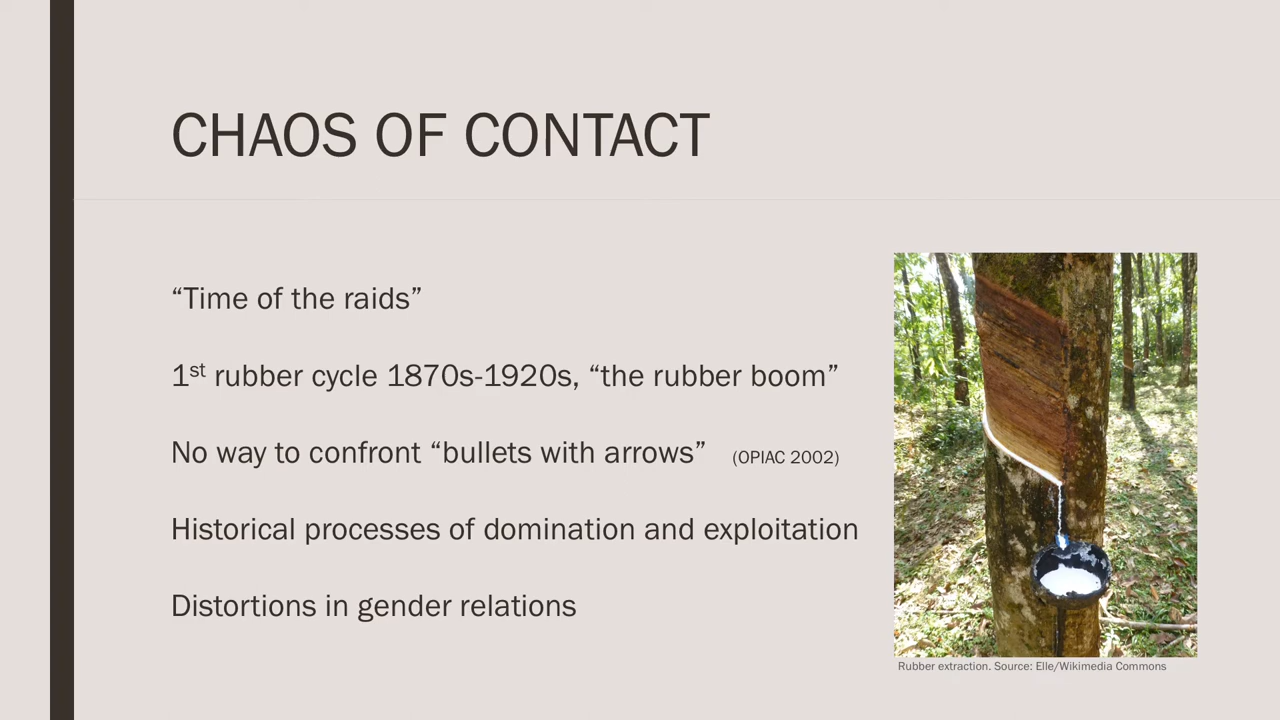 CHAOS OF CONTACT
“Time of the raids”
1st rubber cycle 1870s-1920s, “the rubber boom”
No way to confront “bullets with arrows” (OPIAC 2002)
Historical processes of domination and exploitation
Distortions in gender relations
Rubber extraction. Source: Elle/Wikimedia Commons